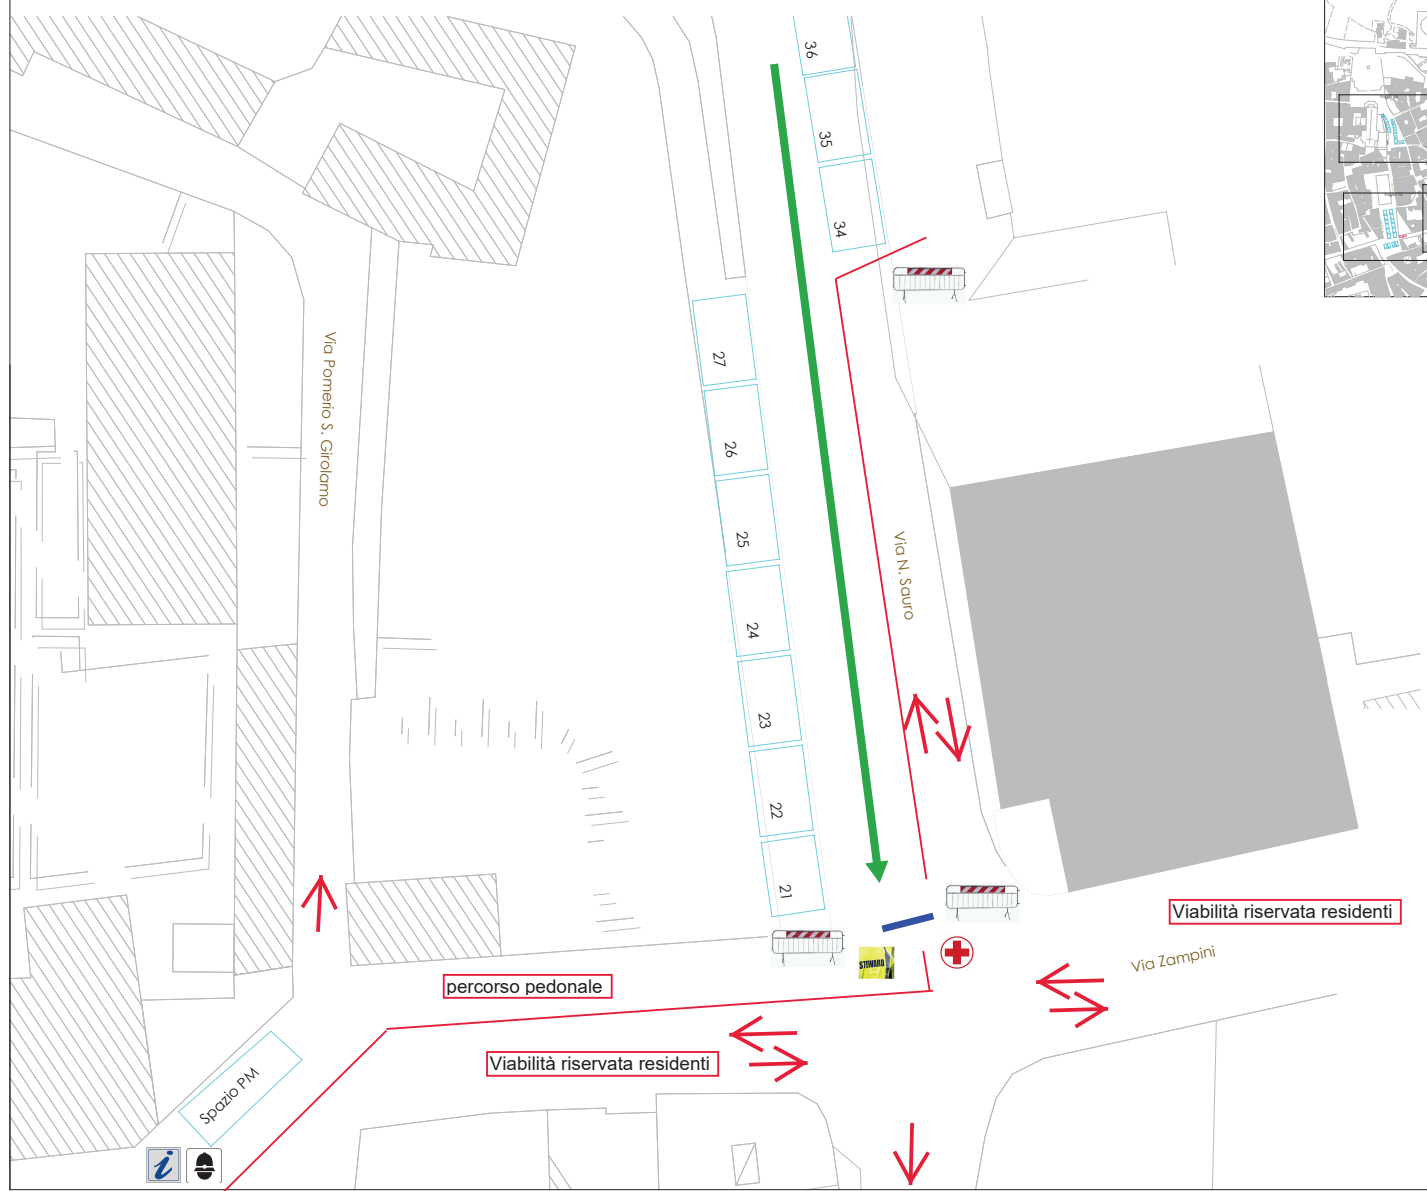 36
35
34
27
Via Pomerio S. Girolamo
26
25
Via N. Sauro
24
23
22
21
Viabilità riservata residenti
STEWARD
Via Zampini
percorso pedonale
Viabilità riservata residenti
Spazio PM
i